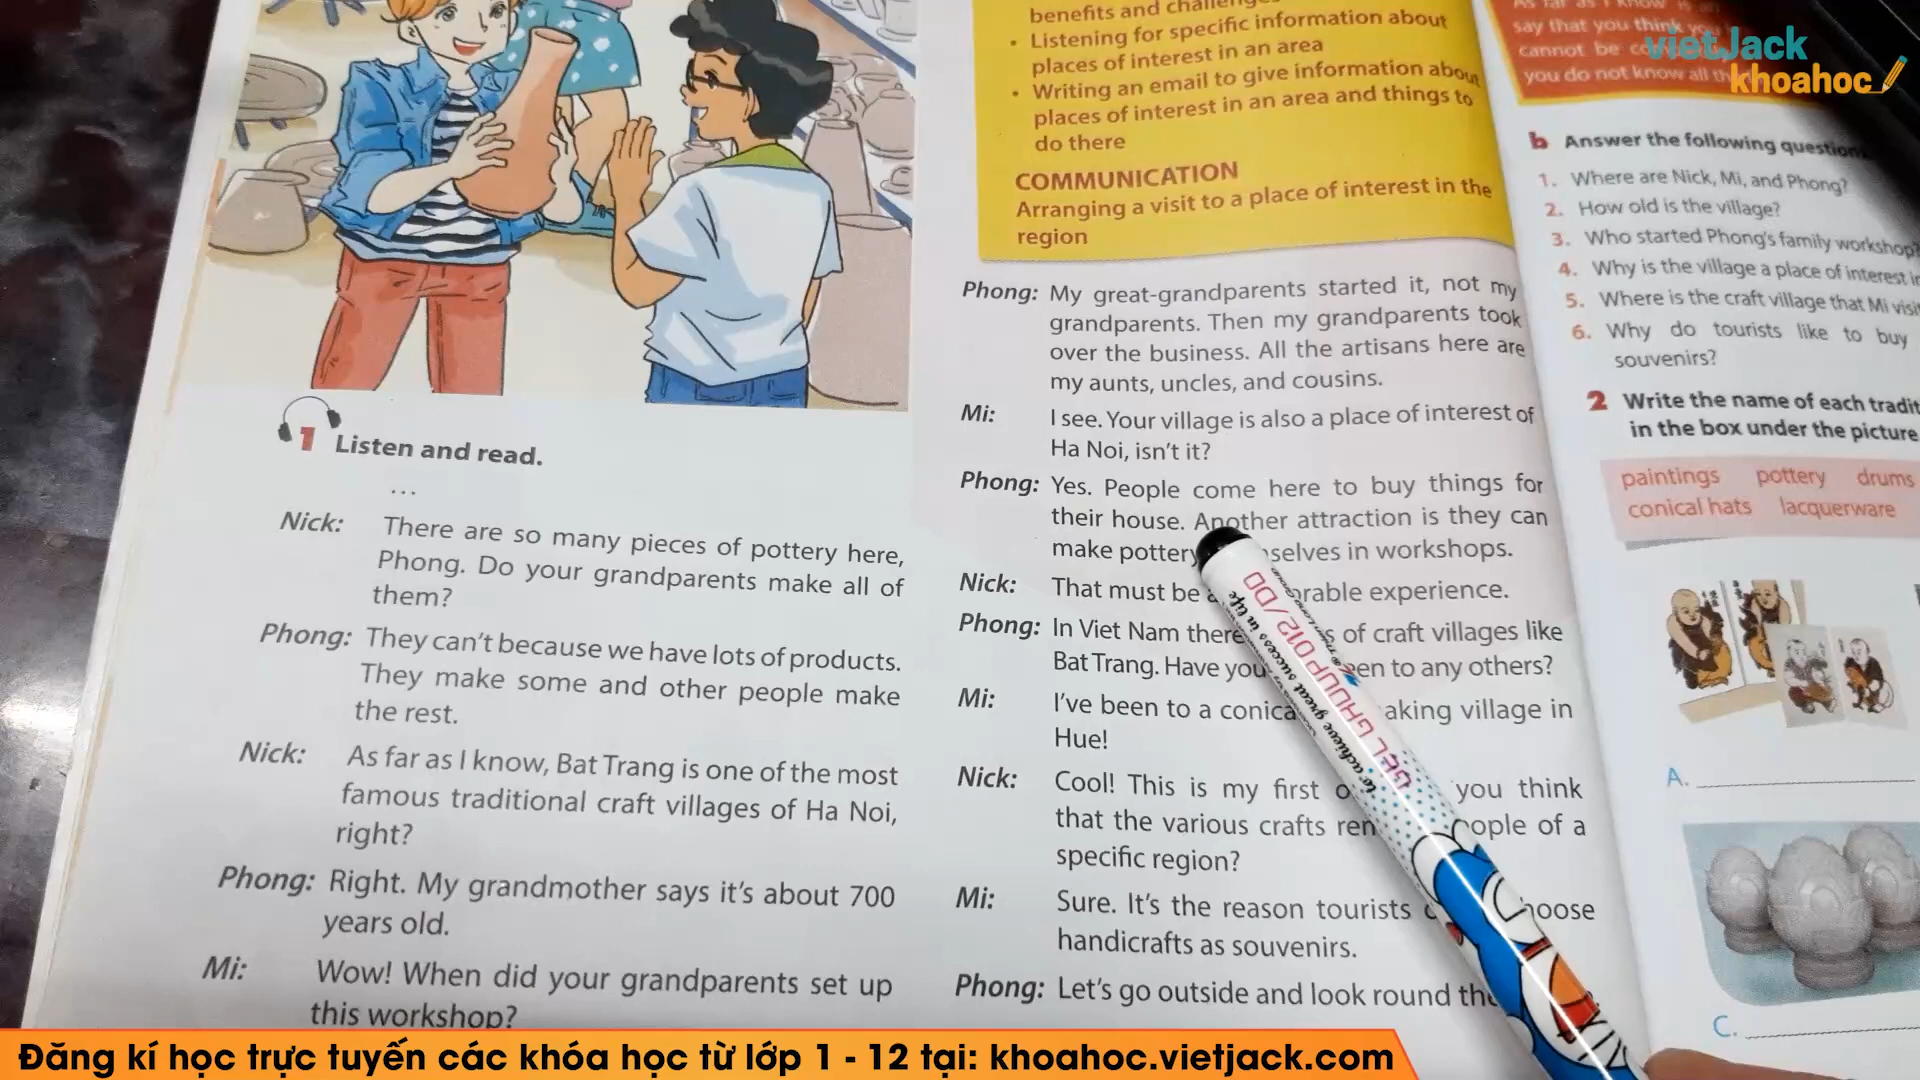 benefits and
• Listening for specific information about
places of interest in an area
• Writing an email to give information about
places of interest in an area and things to
do there
COMMUNICATION
Arranging a visit to a place of interest in the
region
1 Listen and read.
...
Nick: There are so many pieces of pottery here,
Phong. Do your grandparents make all of
them?
Phong: They can't because we have lots of products.
They make some and other people make
the rest.
Nick: As far as I know, Bat Trang is one of the most
famous traditional craft villages of Ha Noi,
right?
Phong: Right. My grandmother says it's about 700
years old.
Mi: Wow! When did your grandparents set up
this workshop?
Phong: My great-grandparents started it, not my
grandparents. Then my grandparents took
over the business. All the artisans here are
my aunts, uncles, and cousins.
Mi: I see. Your village is also a place of interest of
Ha Noi, isn't it?
Phong: Yes. People come here to buy things for
their house. Another attraction is they can
make pottery in workshops.
Nick: That must be experience.
Phong: In Viet Nam there of craft villages like
Bat Trang. Have you to any others?
Mi: I've been to a village in
Hue!
Nick: Cool! This is my first you think
that the various crafts of a
specific region?
Mi: Sure. It's the reason tourists
handicrafts as souvenirs.
Phong: Let's go outside and look round
say that you think
cannot be
you do not know all
b Answer the following
1. Where are Nick, Mi, and Phong?
2. How old is the village?
3. Who started Phong's family workshop?
4. Why is the village a place of interest
5. Where is the craft village that Mi
6. Why do tourists like to buy
souvenirs?
2 Write the name of each
in the box under the picture
paintings pottery drums
conical hats lacquerware
A.
C.
to achieve great success in life
vietJack
khoahoc
Đăng kí học trực tuyến các khóa học từ lớp 1 - 12 tại: khoahoc.vietjack.com